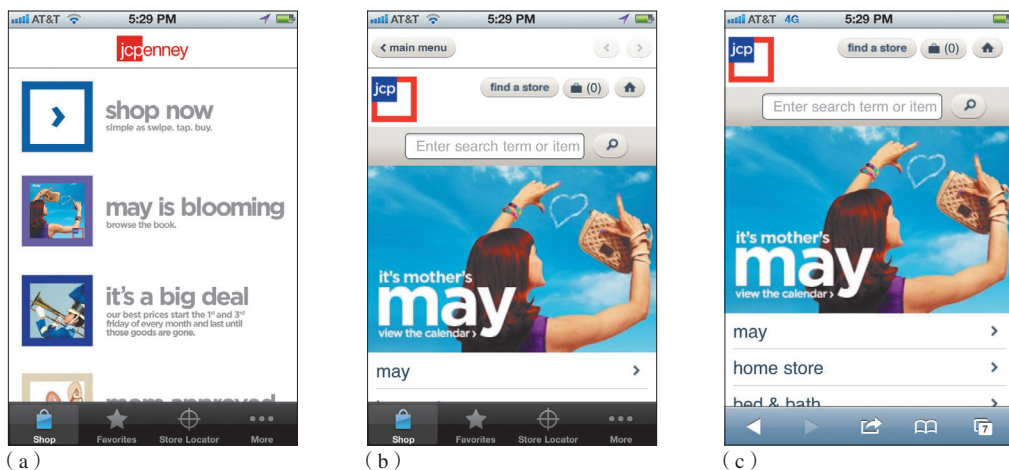 AT&T 5:29 PM
jcpenney
shop now
simple as swipe. tap. buy.
may
may is blooming
browse the book.
it's a big deal
our best prices start the 1st and 3rd
friday of every month and last until
those goods are gone.
mom approved
Shop Favorites Store Locator More
(a)
AT&T 5:29 PM
main menu
jcp find a store (0)
Enter search term or item
it's mother's
may
view the calendar
may
Shop Favorites Store Locator More
(b)
AT&T 4G 5:29 PM
jcp find a store (0)
Enter search term or item
it's mother's
may
view the calendar
may
home store
bed & bath
7
(c)